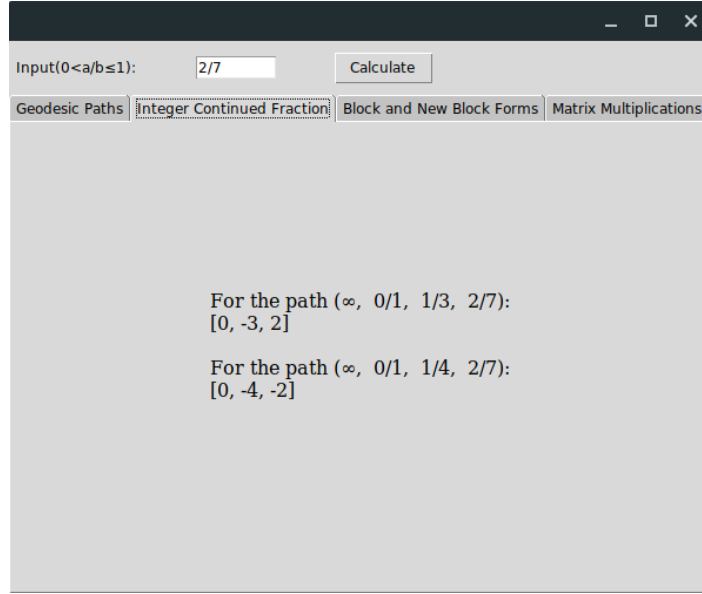 Input(0<a/b≤1): 2/7 Calculate
Geodesic Paths Integer Continued Fraction Block and New Block Forms Matrix Multiplications
For the path (∞, 0/1, 1/3, 2/7):
[0, -3, 2]
For the path (∞, 0/1, 1/4, 2/7):
[0, -4, -2]